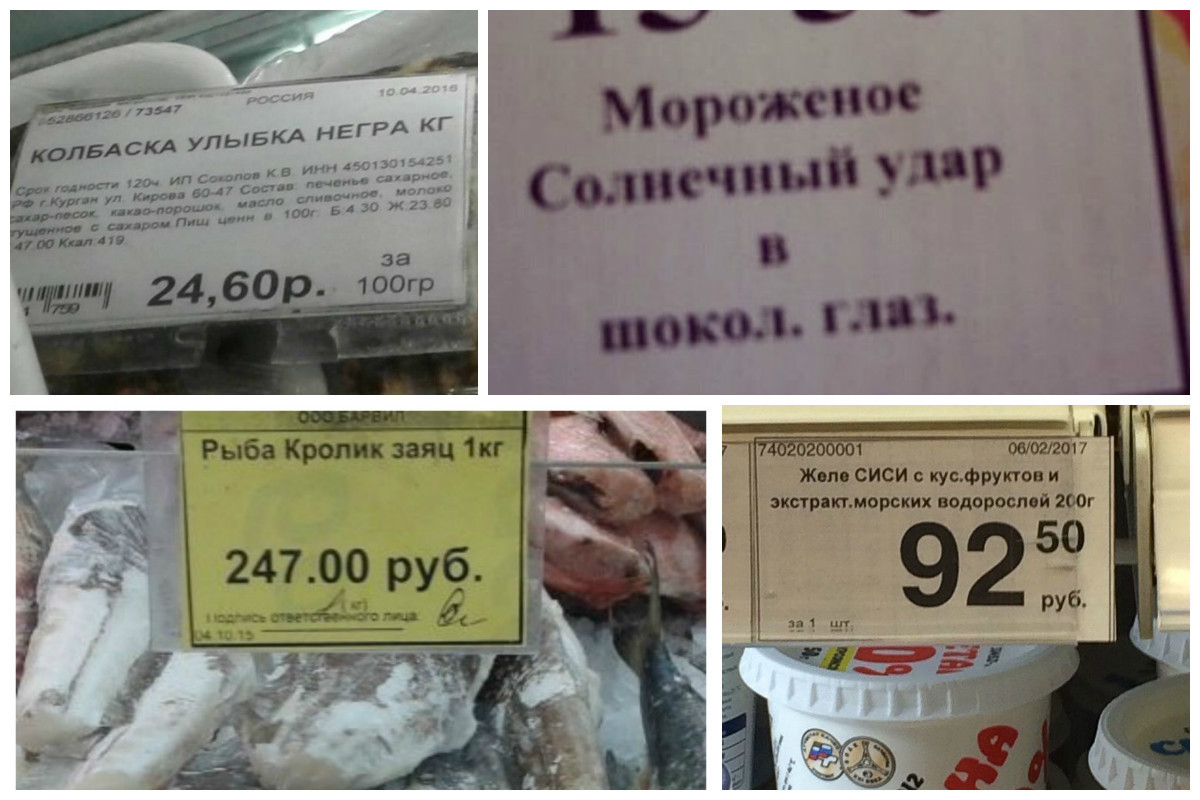 РОССИЯ
10.04.2016
52866126 / 73547
КОЛБАСКА УЛЫБКА НЕГРА КГ
Срок годности 120ч. ИП Соколов К.В. ИНН 450130154251
РФ г.Курган ул. Кирова 60-47 Состав: печенье сахарное,
сахар-песок, какао-порошок, масло сливочное, молоко
сгущенное с сахаром.Пищ ценн в 100г: Б:4.30 Ж:23.80
47.00 Ккал:419.
24,60р.
за
100гр
759
Мороженое
Солнечный удар
в
шокол. глаз.
ООО БАРВИЛ
Рыба Кролик заяц 1кг
247.00 руб.
(кг)
Подпись ответственного лица:
04.10.15
74020200001
06/02/2017
Желе СИСИ с кус.фруктов и
экстракт.морских водорослей 200г
92 50
руб.
за 1 шт.